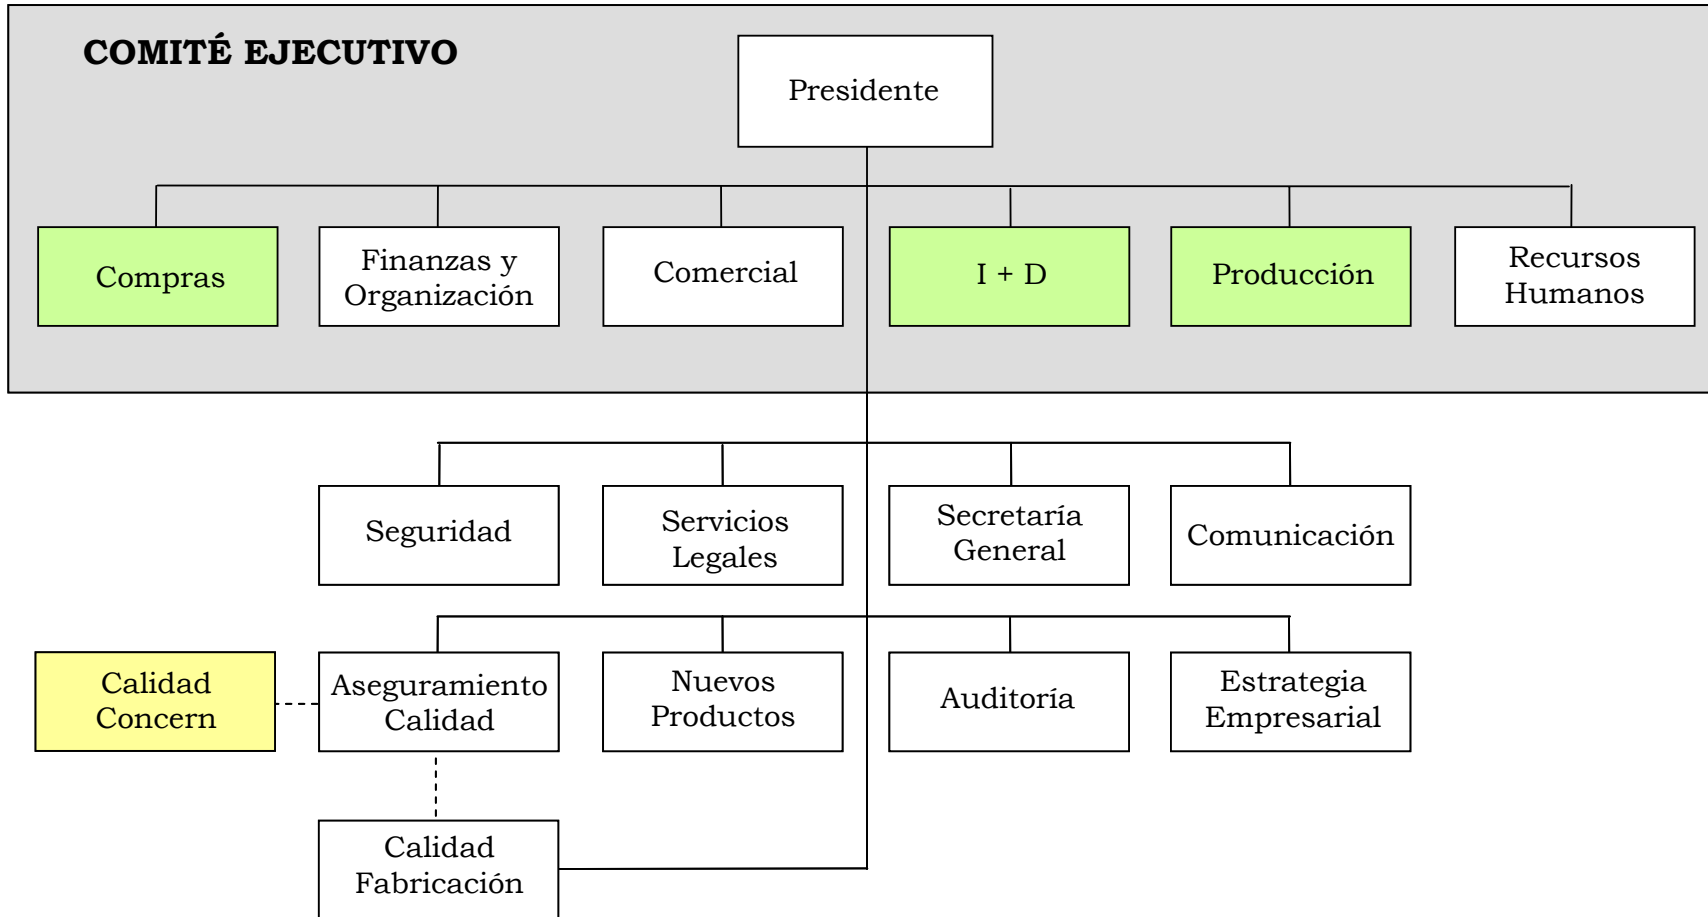 COMITÉ EJECUTIVO
Presidente
Compras
Finanzas y
Organización
Comercial
I + D
Producción
Recursos
Humanos
Seguridad
Servicios
Legales
Secretaría
General
Comunicación
Calidad
Concern
Aseguramiento
Calidad
Nuevos
Productos
Auditoría
Estrategia
Empresarial
Calidad
Fabricación